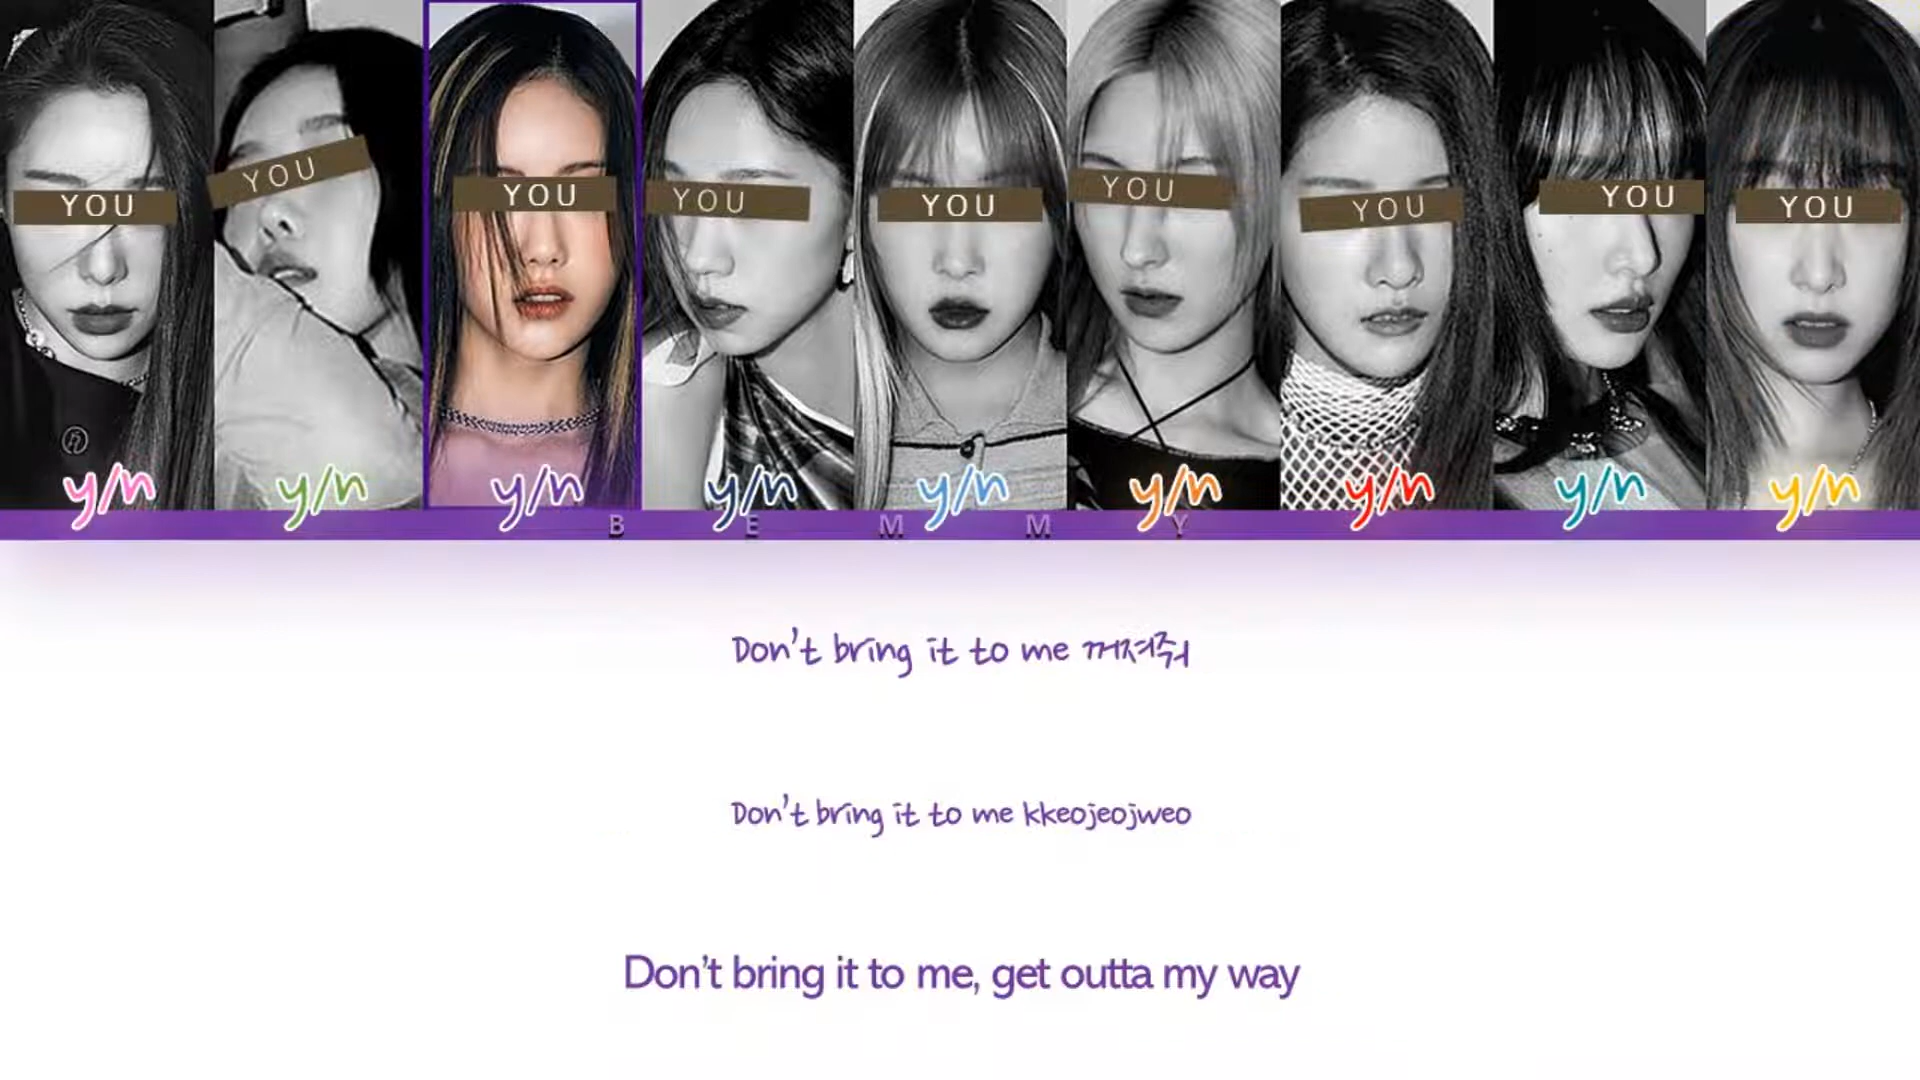 YOU YOU YOU YOU YOU YOU YOU YOU YOU
y/n y/n y/n y/n y/n y/n y/n y/n y/n
BEMMY
Don't bring it to me 꺼져줘
Don't bring it to me kkeojeojweo
Don't bring it to me, get outta my way